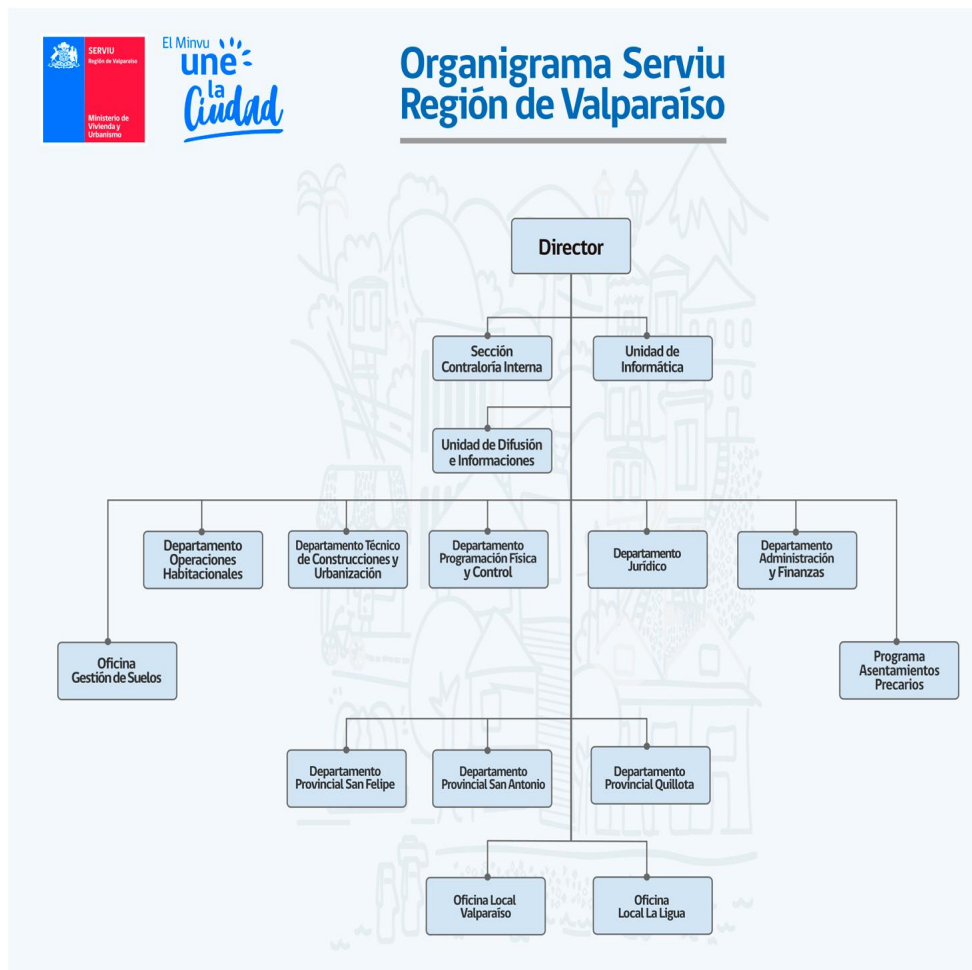 SERVIU
Región de Valparaíso
Ministerio de
Vivienda y
Urbanismo
El Minvu
une
la
Ciudad
Organigrama Serviu
Región de Valparaíso
Director
Sección
Contraloría Interna
Unidad de
Informática
Unidad de Difusión
e Informaciones
Departamento
Operaciones
Habitacionales
Departamento Técnico
de Construcciones y
Urbanización
Departamento
Programación Física
y Control
Departamento
Jurídico
Departamento
Administración
y Finanzas
Oficina
Gestión de Suelos
Programa
Asentamientos
Precarios
Departamento
Provincial San Felipe
Departamento
Provincial San Antonio
Departamento
Provincial Quillota
Oficina Local
Valparaíso
Oficina
Local La Ligua